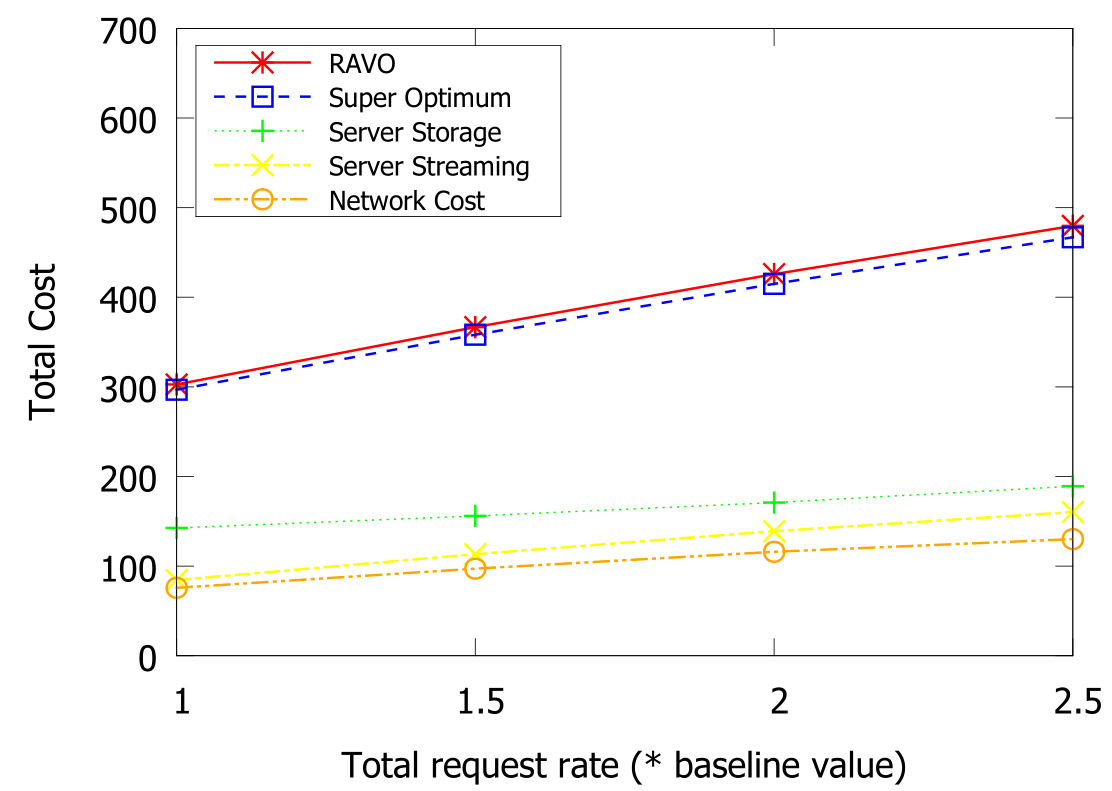 700
600
500
400
300
200
100
0
Total Cost
RAVO
Super Optimum
Server Storage
Server Streaming
Network Cost
1 1.5 2 2.5
Total request rate (* baseline value)